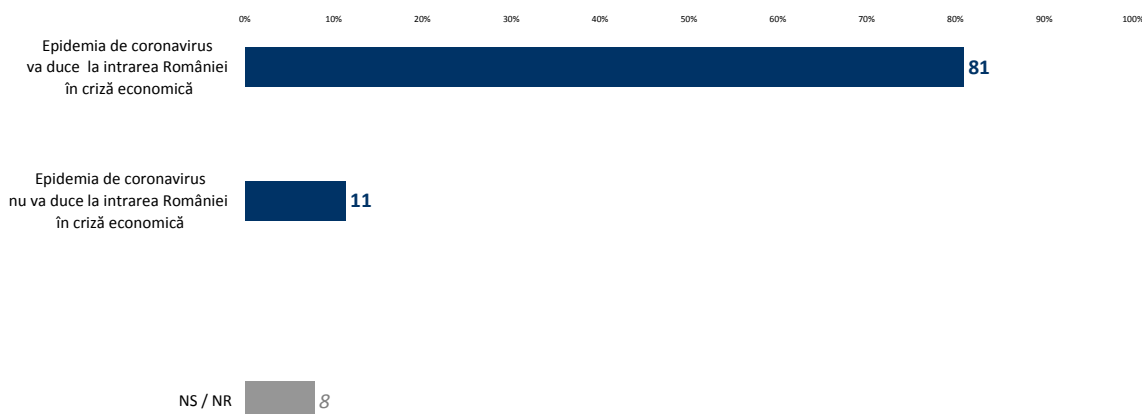 0% 10% 20% 30% 40% 50% 60% 70% 80% 90% 100%
Epidemia de coronavirus
va duce la intrarea României
în criză economică
81
Epidemia de coronavirus
nu va duce la intrarea României
în criză economică
11
NS / NR
8